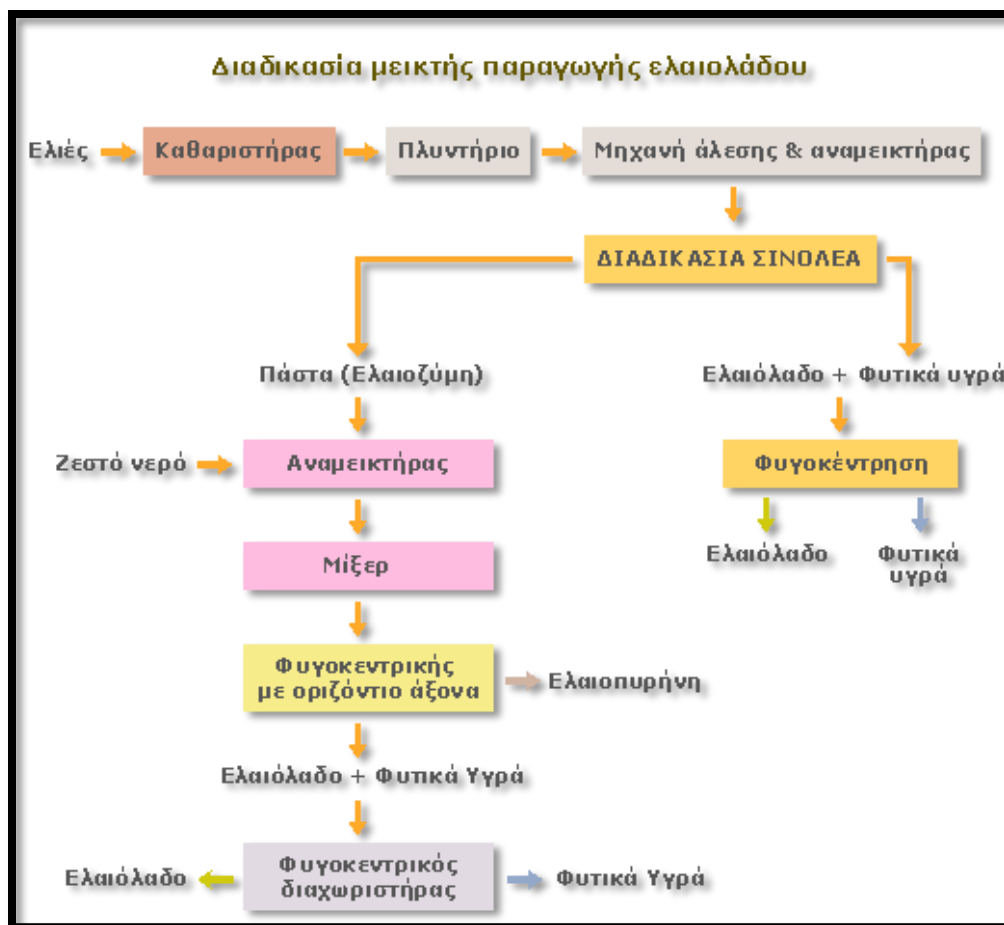 Διαδικασία μεικτής παραγωγής ελαιολάδου
Ελιές
Καθαριστήρας
Πλυντήριο
Μηχανή άλεσης & αναμεικτήρας
ΔΙΑΔΙΚΑΣΙΑ ΣΙΝΟΛΕΑ
Πάστα (Ελαιοζύμη)
Ελαιόλαδο + Φυτικά υγρά
Ζεστό νερό
Αναμεικτήρας
Φυγοκέντρηση
Μίξερ
Ελαιόλαδο
Φυτικά
υγρά
Φυγοκεντρικής
με οριζόντιο άξονα
Ελαιοπυρήνη
Ελαιόλαδο + Φυτικά Υγρά
Ελαιόλαδο
Φυγοκεντρικός
διαχωριστήρας
Φυτικά Υγρά